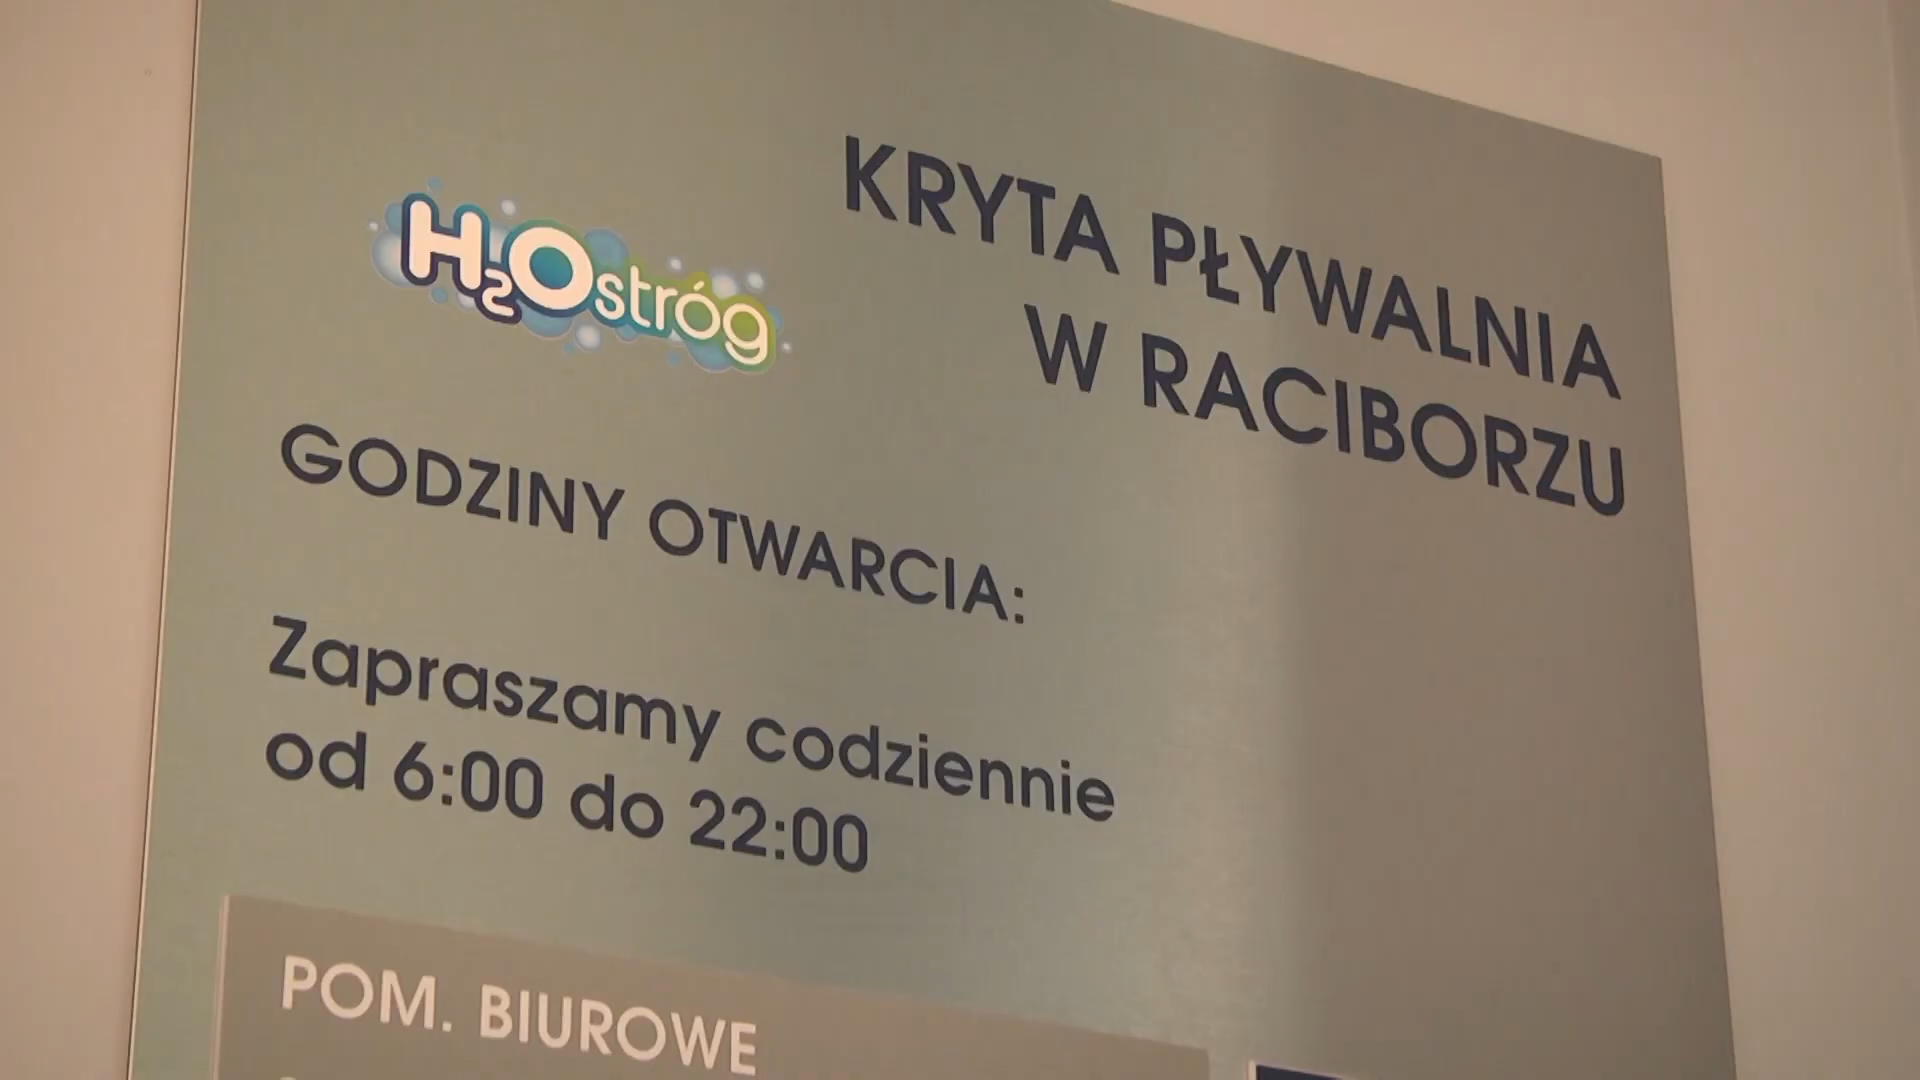 H2Ostróg
KRYTA PŁYWALNIA
W RACIBORZU
GODZINY OTWARCIA:
Zapraszamy codziennie
od 6:00 do 22:00
POM. BIUROWE